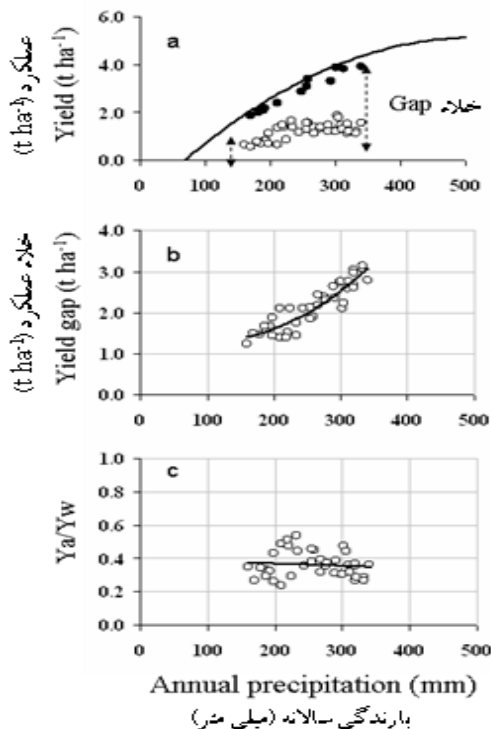 عملکرد (t ha-1)
Yield (t ha-1)
6.0
4.0
2.0
0.0
a
Gap خلاء
0 100 200 300 400 500
خلاء عملکرد (t ha-1)
Yield gap (t ha-1)
4.0
3.0
2.0
1.0
0.0
b
0 100 200 300 400 500
Ya/Yw
1.0
0.8
0.6
0.4
0.2
0.0
c
0 100 200 300 400 500
Annual precipitation (mm)
بارندگی سالانه (میلی متر)